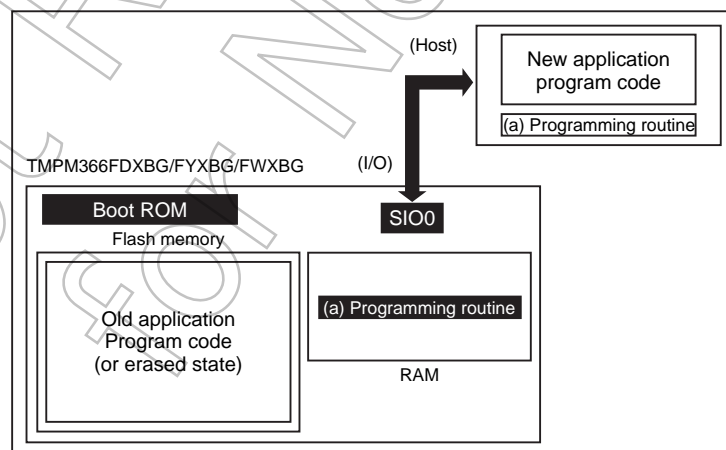 (Host)
New application
program code
(a) Programming routine
TMPM366FDXBG/FYXBG/FWXBG
(I/O)
Boot ROM
SIO0
Flash memory
Old application
Program code
(or erased state)
(a) Programming routine
RAM